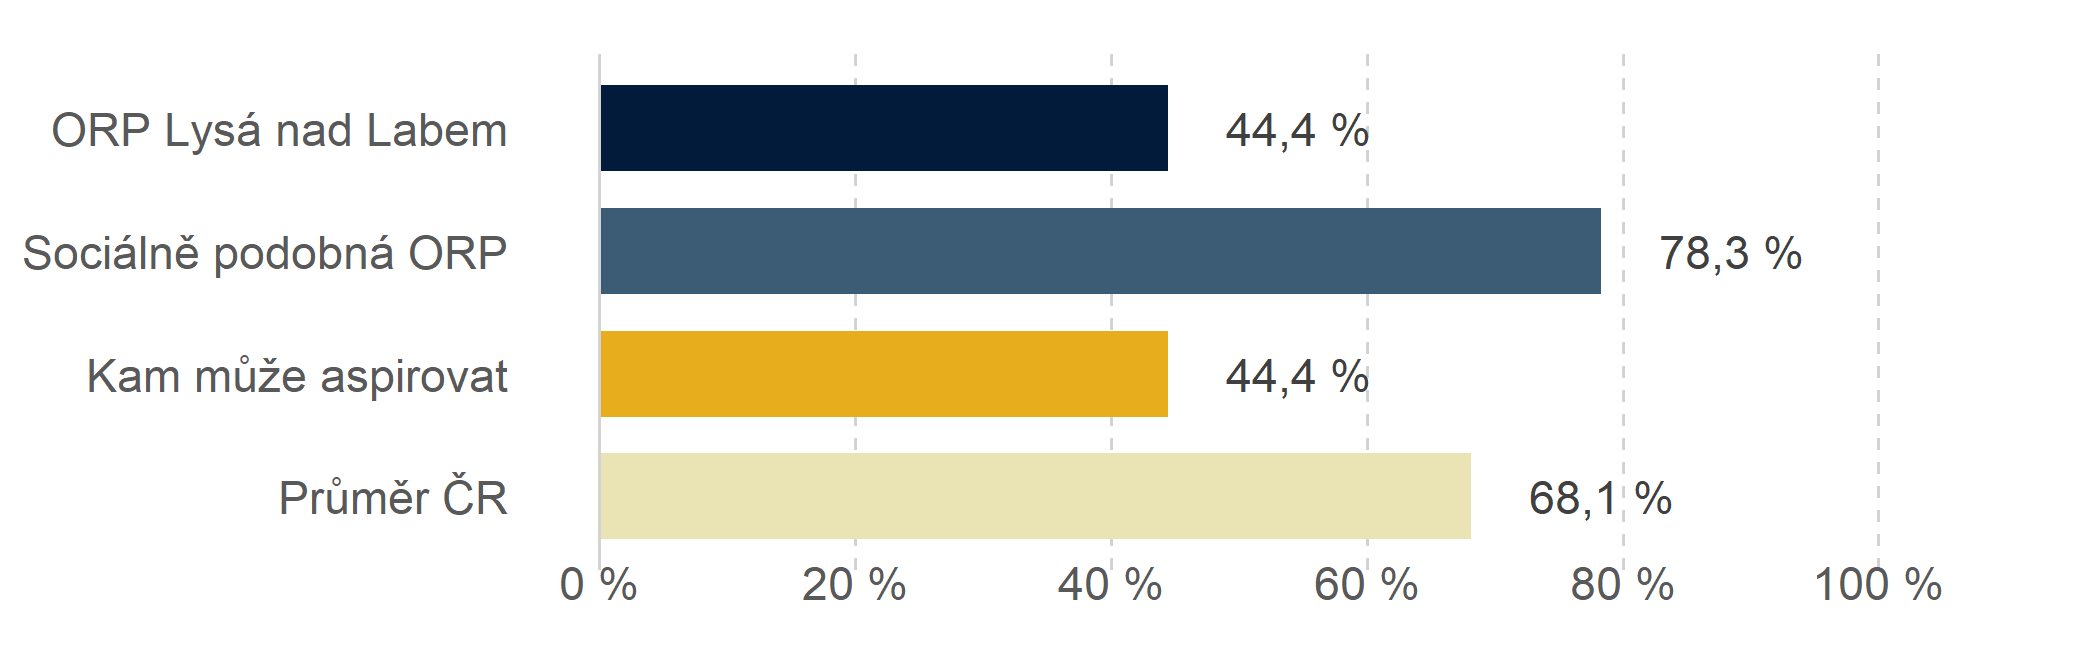 ORP Lysá nad Labem
44,4 %
Sociálně podobná ORP
78,3 %
Kam může aspirovat
44,4 %
Průměr ČR
68,1 %
0 % 20 % 40 % 60 % 80 % 100 %